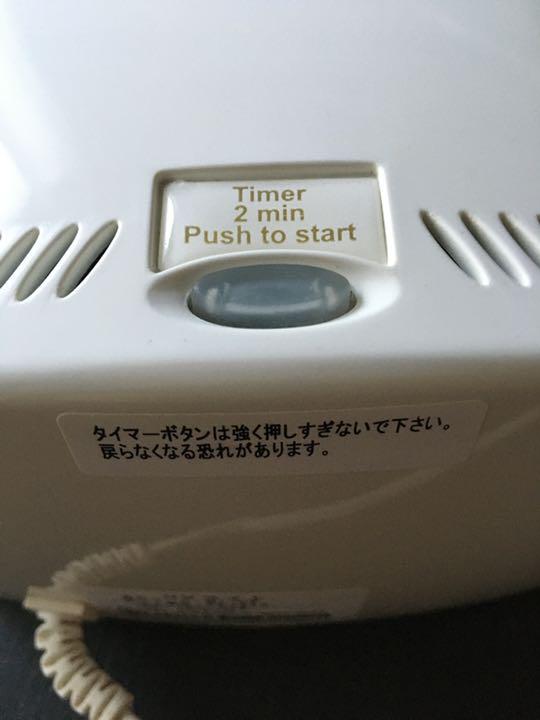 Timer
2 min
Push to start
タイマーボタンは強く押しすぎないで下さい。
戻らなくなる恐れがあります。